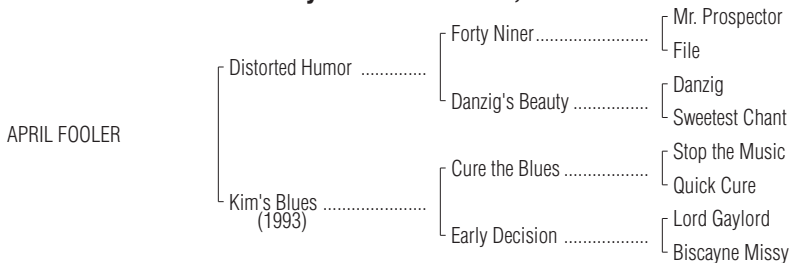 Forty Niner.......................
Mr. Prospector
File
Distorted Humor ..............
Danzig's Beauty ................
Danzig
Sweetest Chant
APRIL FOOLER
Cure the Blues ..................
Stop the Music
Quick Cure
Kim's Blues ......................
(1993)
Early Decision ..................
Lord Gaylord
Biscayne Missy